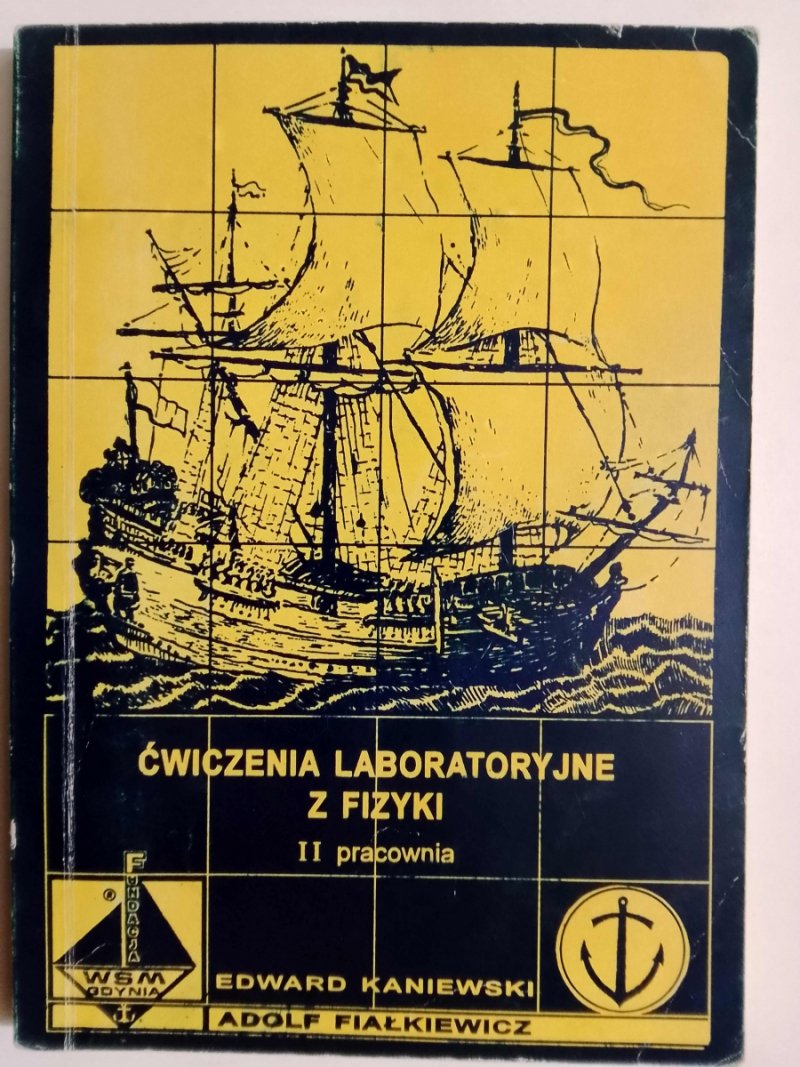 ĆWICZENIA LABORATORYJNE
Z FIZYKI
II pracownia
FUNDACJA
®
WSM
GDYNIA
EDWARD KANIEWSKI
ADOLF FIAŁKIEWICZ